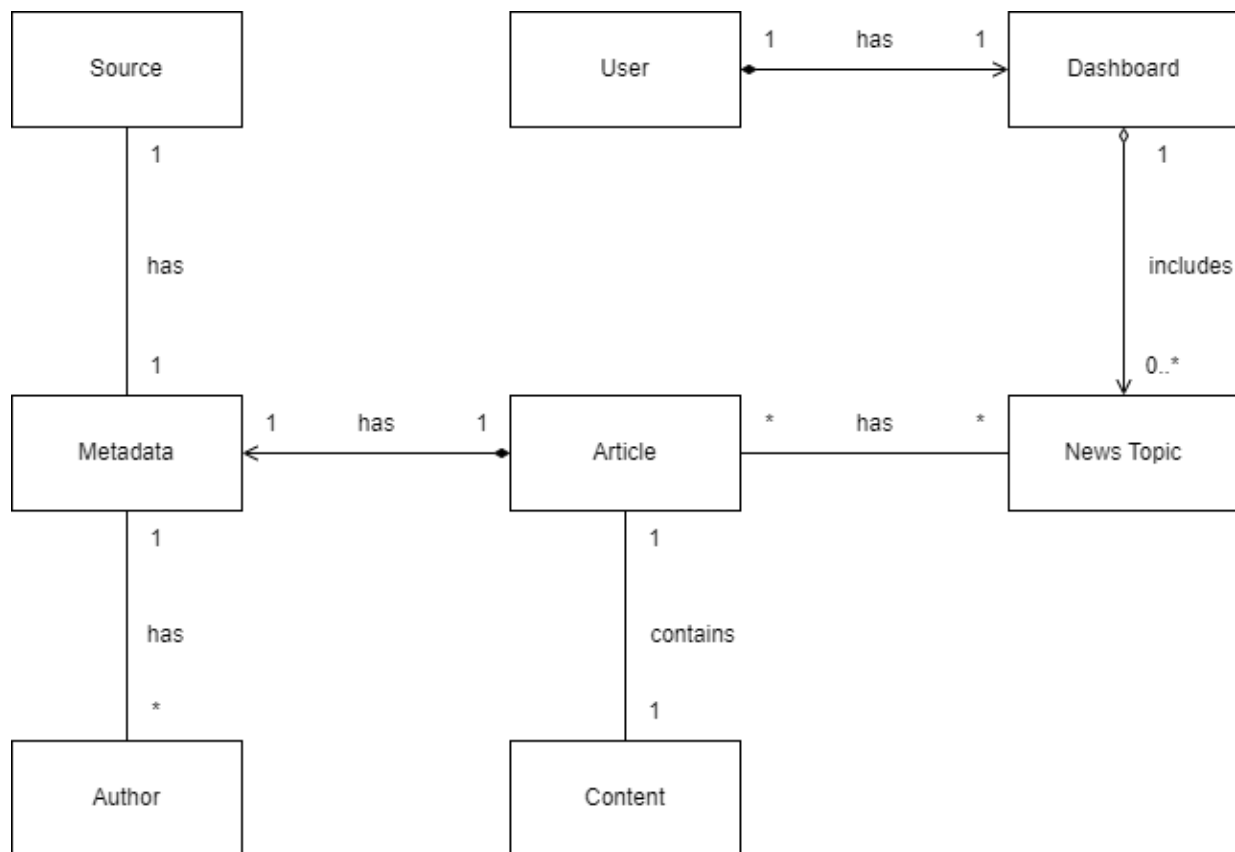 Source
User
1 has 1
Dashboard
1
1
has
includes
1
0..*
Metadata
1 has 1
Article
* has *
News Topic
1
1
has
contains
*
1
Author
Content